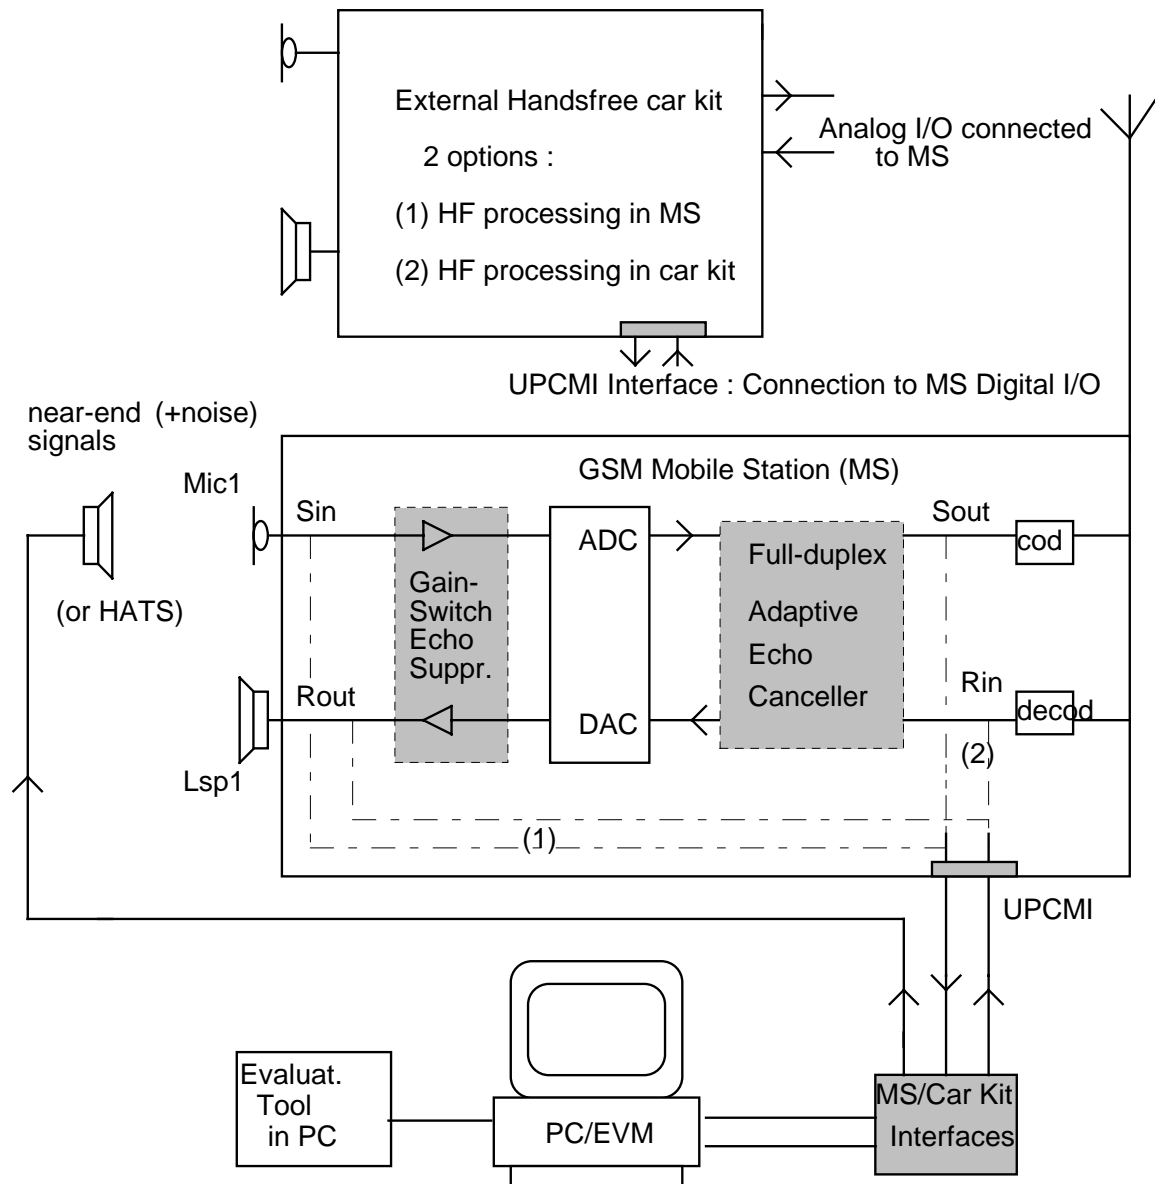 External Handsfree car kit
2 options :
(1) HF processing in MS
(2) HF processing in car kit
Analog I/O connected
to MS
UPCMI Interface : Connection to MS Digital I/O
near-end (+noise)
signals
(or HATS)
GSM Mobile Station (MS)
Mic1
Sin
Gain-
Switch
Echo
Suppr.
ADC
DAC
Full-duplex
Adaptive
Echo
Canceller
Sout
cod
Rin
decod
(2)
Rout
Lsp1
(1)
UPCMI
Evaluat.
Tool
in PC
PC/EVM
MS/Car Kit
Interfaces